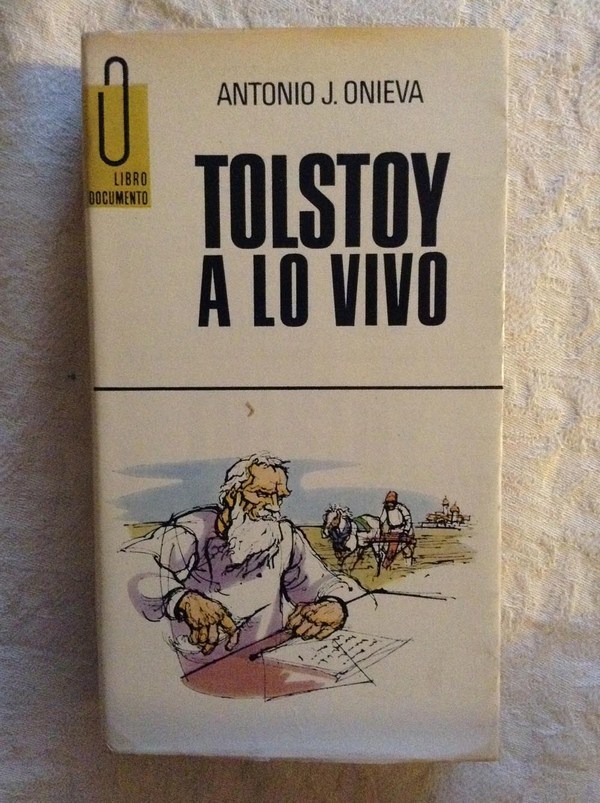 ANTONIO J. ONIEVA
LIBRO
DOCUMENTO
TOLSTOY
A LO VIVO